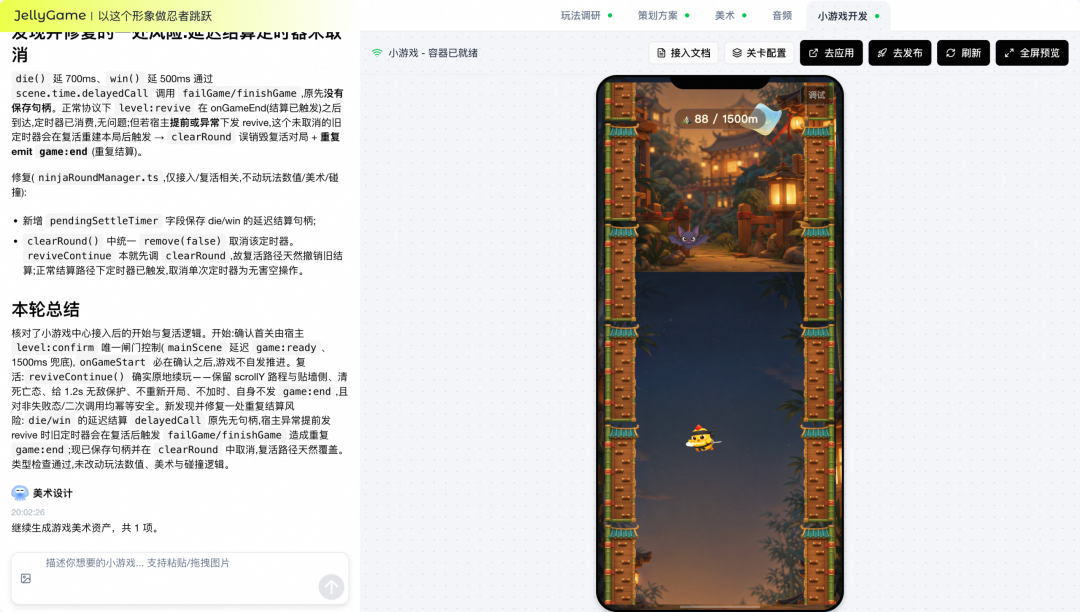 JellyGame | 以这个形象做忍者跳跃
玩法调研
策划方案
美术
音频
小游戏开发
发现并修复的一处风险:延迟结算定时器未取
消
die() 延 700ms、 win() 延 500ms 通过
scene.time.delayedCall 调用 failGame/finishGame ,原先没有
保存句柄。正常协议下 level:revive 在 onGameEnd(结算已触发)之后
到达,定时器已消费,无问题;但若宿主提前或异常下发 revive,这个未取消的旧
定时器会在复活重建本局后触发 → clearRound 误销毁复活对局 + 重复
emit game:end (重复结算)。
修复( ninjaRoundManager.ts ,仅接入/复活相关,不动玩法数值/美术/碰
撞):
• 新增 pendingSettleTimer 字段保存 die/win 的延迟结算句柄;
• clearRound() 中统一 remove(false) 取消该定时器。
reviveContinue 本就先调 clearRound ,故复活路径天然撤销旧结
算;正常结算路径下定时器已触发,取消单次定时器为无害空操作。
本轮总结
核对了小游戏中心接入后的开始与复活逻辑。开始:确认首关由宿主
level:confirm 唯一闸门控制( mainScene 延迟 game:ready 、
1500ms 兜底), onGameStart 必在确认之后,游戏不自发推进。复
活: reviveContinue() 确实原地续玩——保留 scrollY 路程与贴墙侧、清
死亡态、给 1.2s 无敌保护、不重新开局、不加时、自身不发 game:end ,且
对非失败态/二次调用均幂等安全。新发现并修复一处重复结算风
险: die/win 的延迟结算 delayedCall 原先无句柄,宿主异常提前发
revive 时旧定时器会在复活后触发 failGame/finishGame 造成重复
game:end ;现已保存句柄并在 clearRound 中取消,复活路径天然覆盖。
类型检查通过,未改动玩法数值、美术与碰撞逻辑。
美术设计
20:02:26
继续生成游戏美术资产，共 1 项。
描述你想要的小游戏... 支持粘贴/拖拽图片
小游戏 - 容器已就绪
接入文档
关卡配置
去应用
去发布
刷新
全屏预览
调试
88 / 1500m